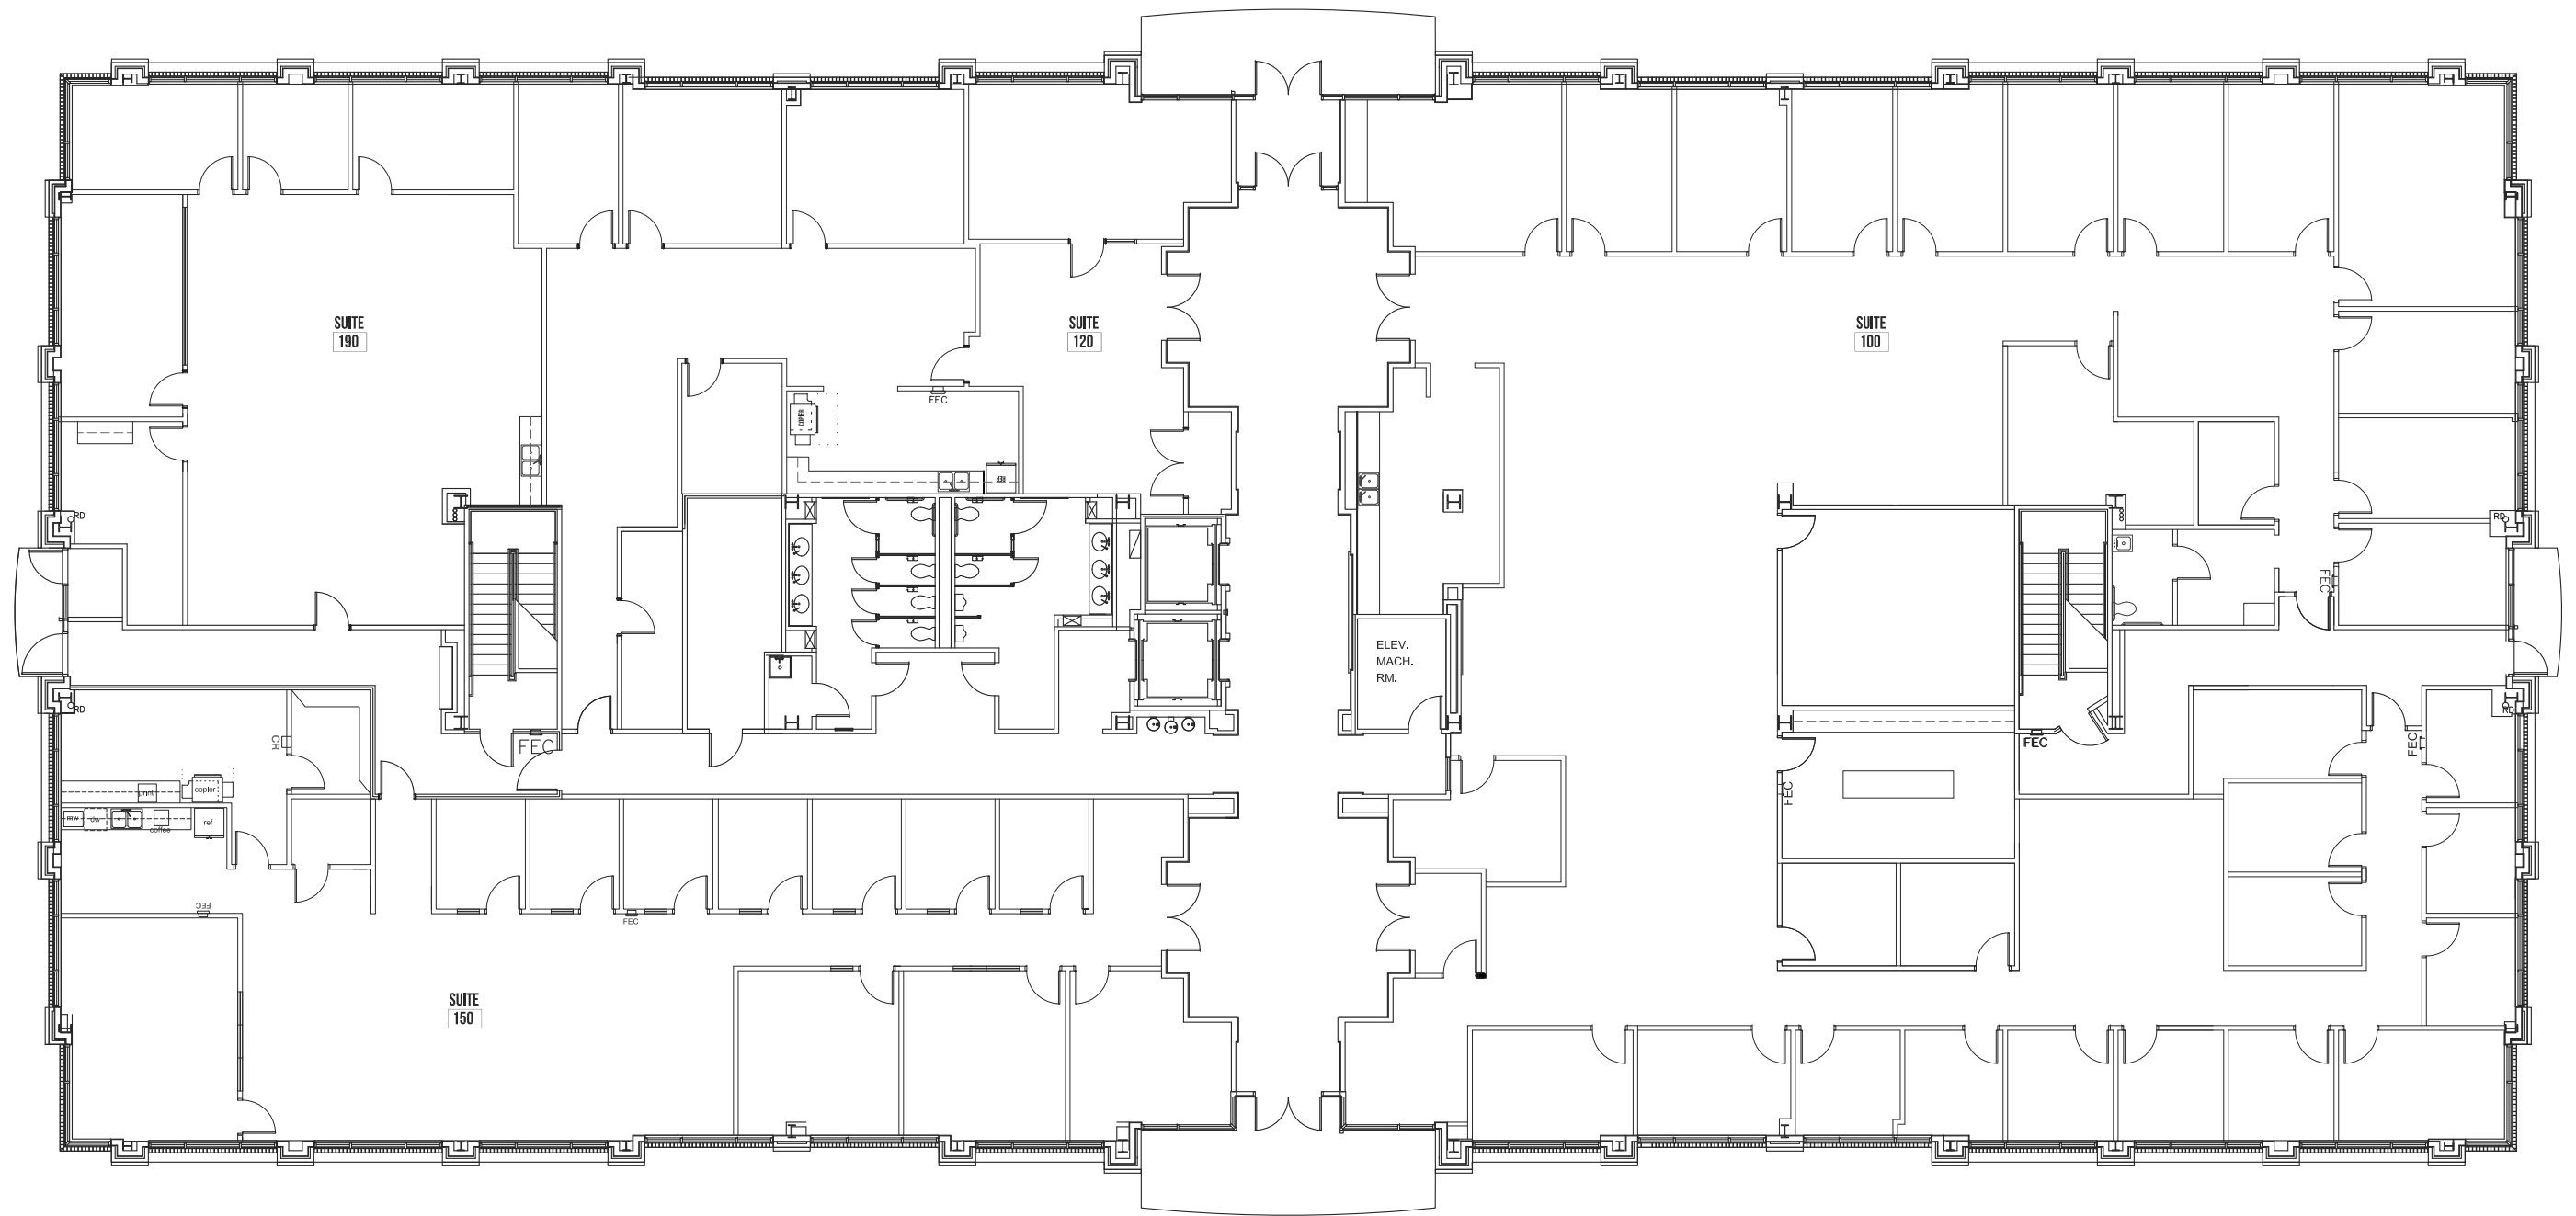 SUITE
190
SUITE
120
SUITE
100
FEC
COPIER
REF
RD
RD
FEC
ELEV.
MACH.
RM.
RD
RD
CR
FEC
FEC
FEC
print
copier
FEC
DW
coffee
ref
FEC
FEC
SUITE
150